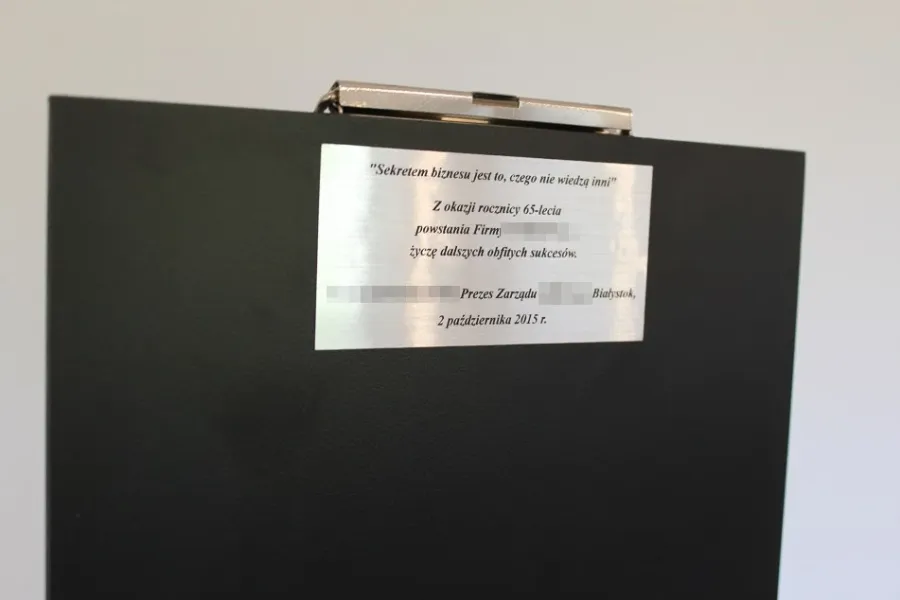 "Sekretem biznesu jest to, czego nie wiedzą inni"
Z okazji rocznicy 65-lecia
powstania Firmy
życzę dalszych obfitych sukcesów.
Prezes Zarządu Białystok,
2 października 2015 r.